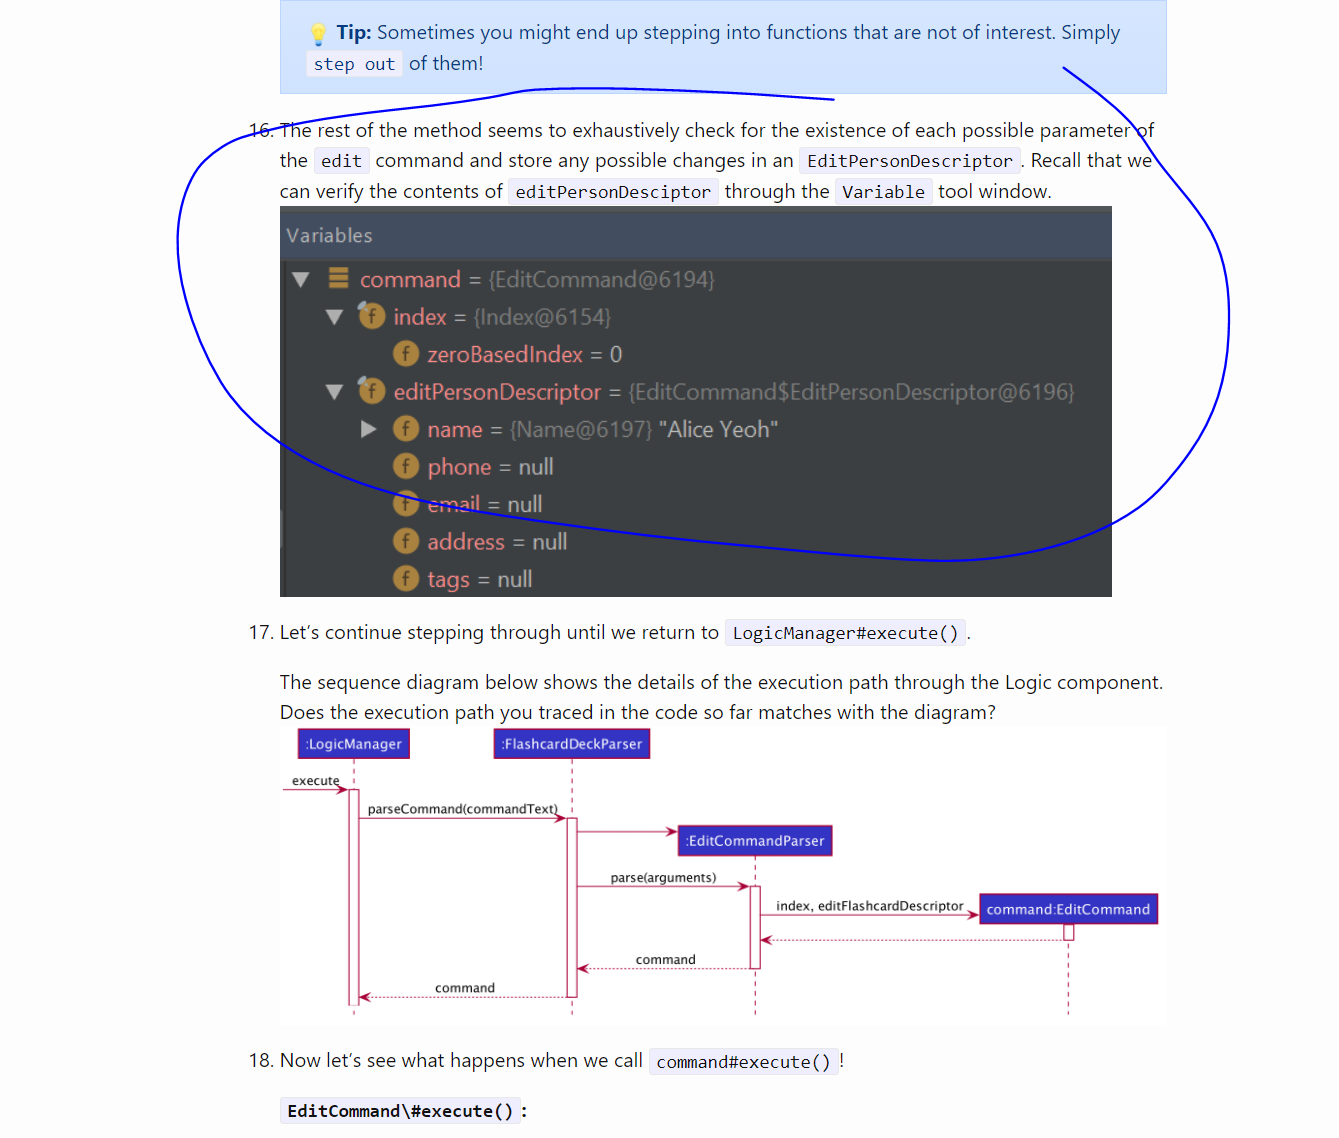 💡 Tip: Sometimes you might end up stepping into functions that are not of interest. Simply
step out of them!
16. The rest of the method seems to exhaustively check for the existence of each possible parameter of
the edit command and store any possible changes in an EditPersonDescriptor. Recall that we
can verify the contents of editPersonDesciptor through the Variable tool window.
Variables
command = {EditCommand@6194}
index = {Index@6154}
zeroBasedIndex = 0
editPersonDescriptor = {EditCommand$EditPersonDescriptor@6196}
name = {Name@6197} "Alice Yeoh"
phone = null
email = null
address = null
tags = null
17. Let's continue stepping through until we return to LogicManager#execute().
The sequence diagram below shows the details of the execution path through the Logic component.
Does the execution path you traced in the code so far matches with the diagram?
:LogicManager
:FlashcardDeckParser
execute
parseCommand(commandText)
:EditCommandParser
parse(arguments)
index, editFlashcardDescriptor
command:EditCommand
command
command
18. Now let's see what happens when we call command#execute()!
EditCommand\#execute():